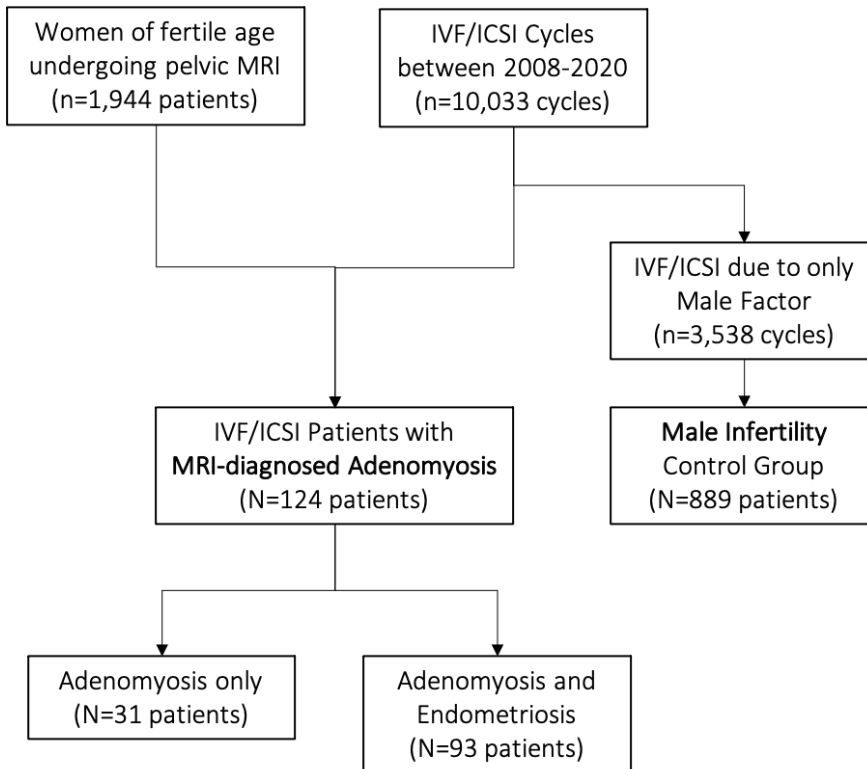 Women of fertile age
undergoing pelvic MRI
(n=1,944 patients)
IVF/ICSI Cycles
between 2008-2020
(n=10,033 cycles)
IVF/ICSI due to only
Male Factor
(n=3,538 cycles)
IVF/ICSI Patients with
MRI-diagnosed Adenomyosis
(N=124 patients)
Male Infertility
Control Group
(N=889 patients)
Adenomyosis only
(N=31 patients)
Adenomyosis and
Endometriosis
(N=93 patients)